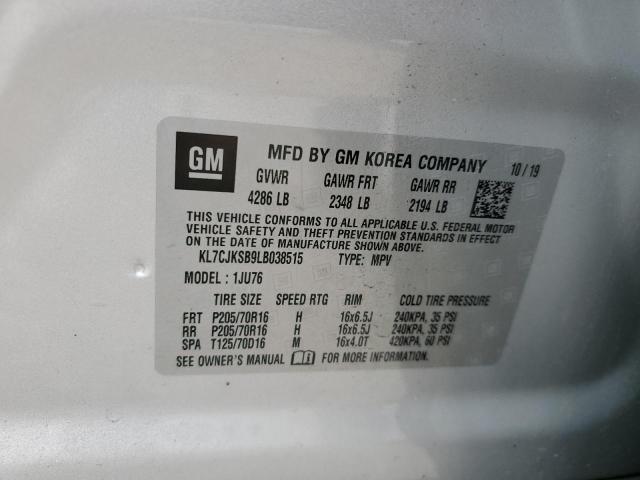 GM MFD BY GM KOREA COMPANY 10/19
GVWR GAWR FRT GAWR RR
4286 LB 2348 LB 2194 LB
THIS VEHICLE CONFORMS TO ALL APPLICABLE U.S. FEDERAL MOTOR
VEHICLE SAFETY AND THEFT PREVENTION STANDARDS IN EFFECT
ON THE DATE OF MANUFACTURE SHOWN ABOVE.
KL7CJKSB9LB038515 TYPE: MPV
MODEL: 1JU76
TIRE SIZE SPEED RTG RIM COLD TIRE PRESSURE
FRT P205/70R16 H 16x6.5J 240KPA, 35 PSI
RR P205/70R16 H 16x6.5J 240KPA, 35 PSI
SPA T125/70D16 M 16x4.0T 420KPA, 60 PSI
SEE OWNER'S MANUAL FOR MORE INFORMATION.